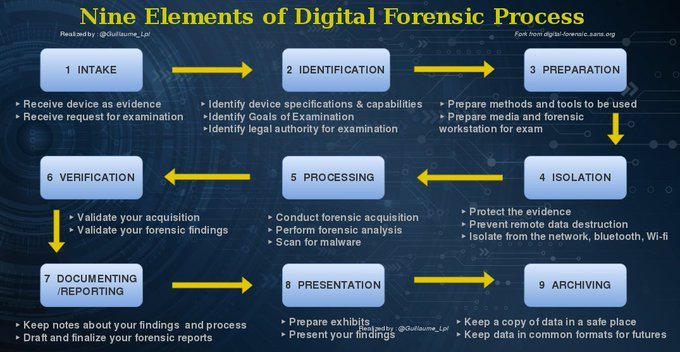 Nine Elements of Digital Forensic Process
Realized by : @Guillaume_Lpl
Fork from digital-forensic.sans.org
1 INTAKE
▸ Receive device as evidence
▸ Receive request for examination
2 IDENTIFICATION
▸ Identify device specifications & capabilities
▸ Identify Goals of Examination
▸ Identify legal authority for examination
3 PREPARATION
▸ Prepare methods and tools to be used
▸ Prepare media and forensic
workstation for exam
4 ISOLATION
▸ Protect the evidence
▸ Prevent remote data destruction
▸ Isolate from the network, bluetooth, Wi-fi
5 PROCESSING
▸ Conduct forensic acquisition
▸ Perform forensic analysis
▸ Scan for malware
6 VERIFICATION
▸ Validate your acquisition
▸ Validate your forensic findings
7 DOCUMENTING
/REPORTING
▸ Keep notes about your findings and process
▸ Draft and finalize your forensic reports
8 PRESENTATION
▸ Prepare exhibits
▸ Present your findings
Realized by : @Guillaume_Lpl
9 ARCHIVING
▸ Keep a copy of data in a safe place
▸ Keep data in common formats for futures